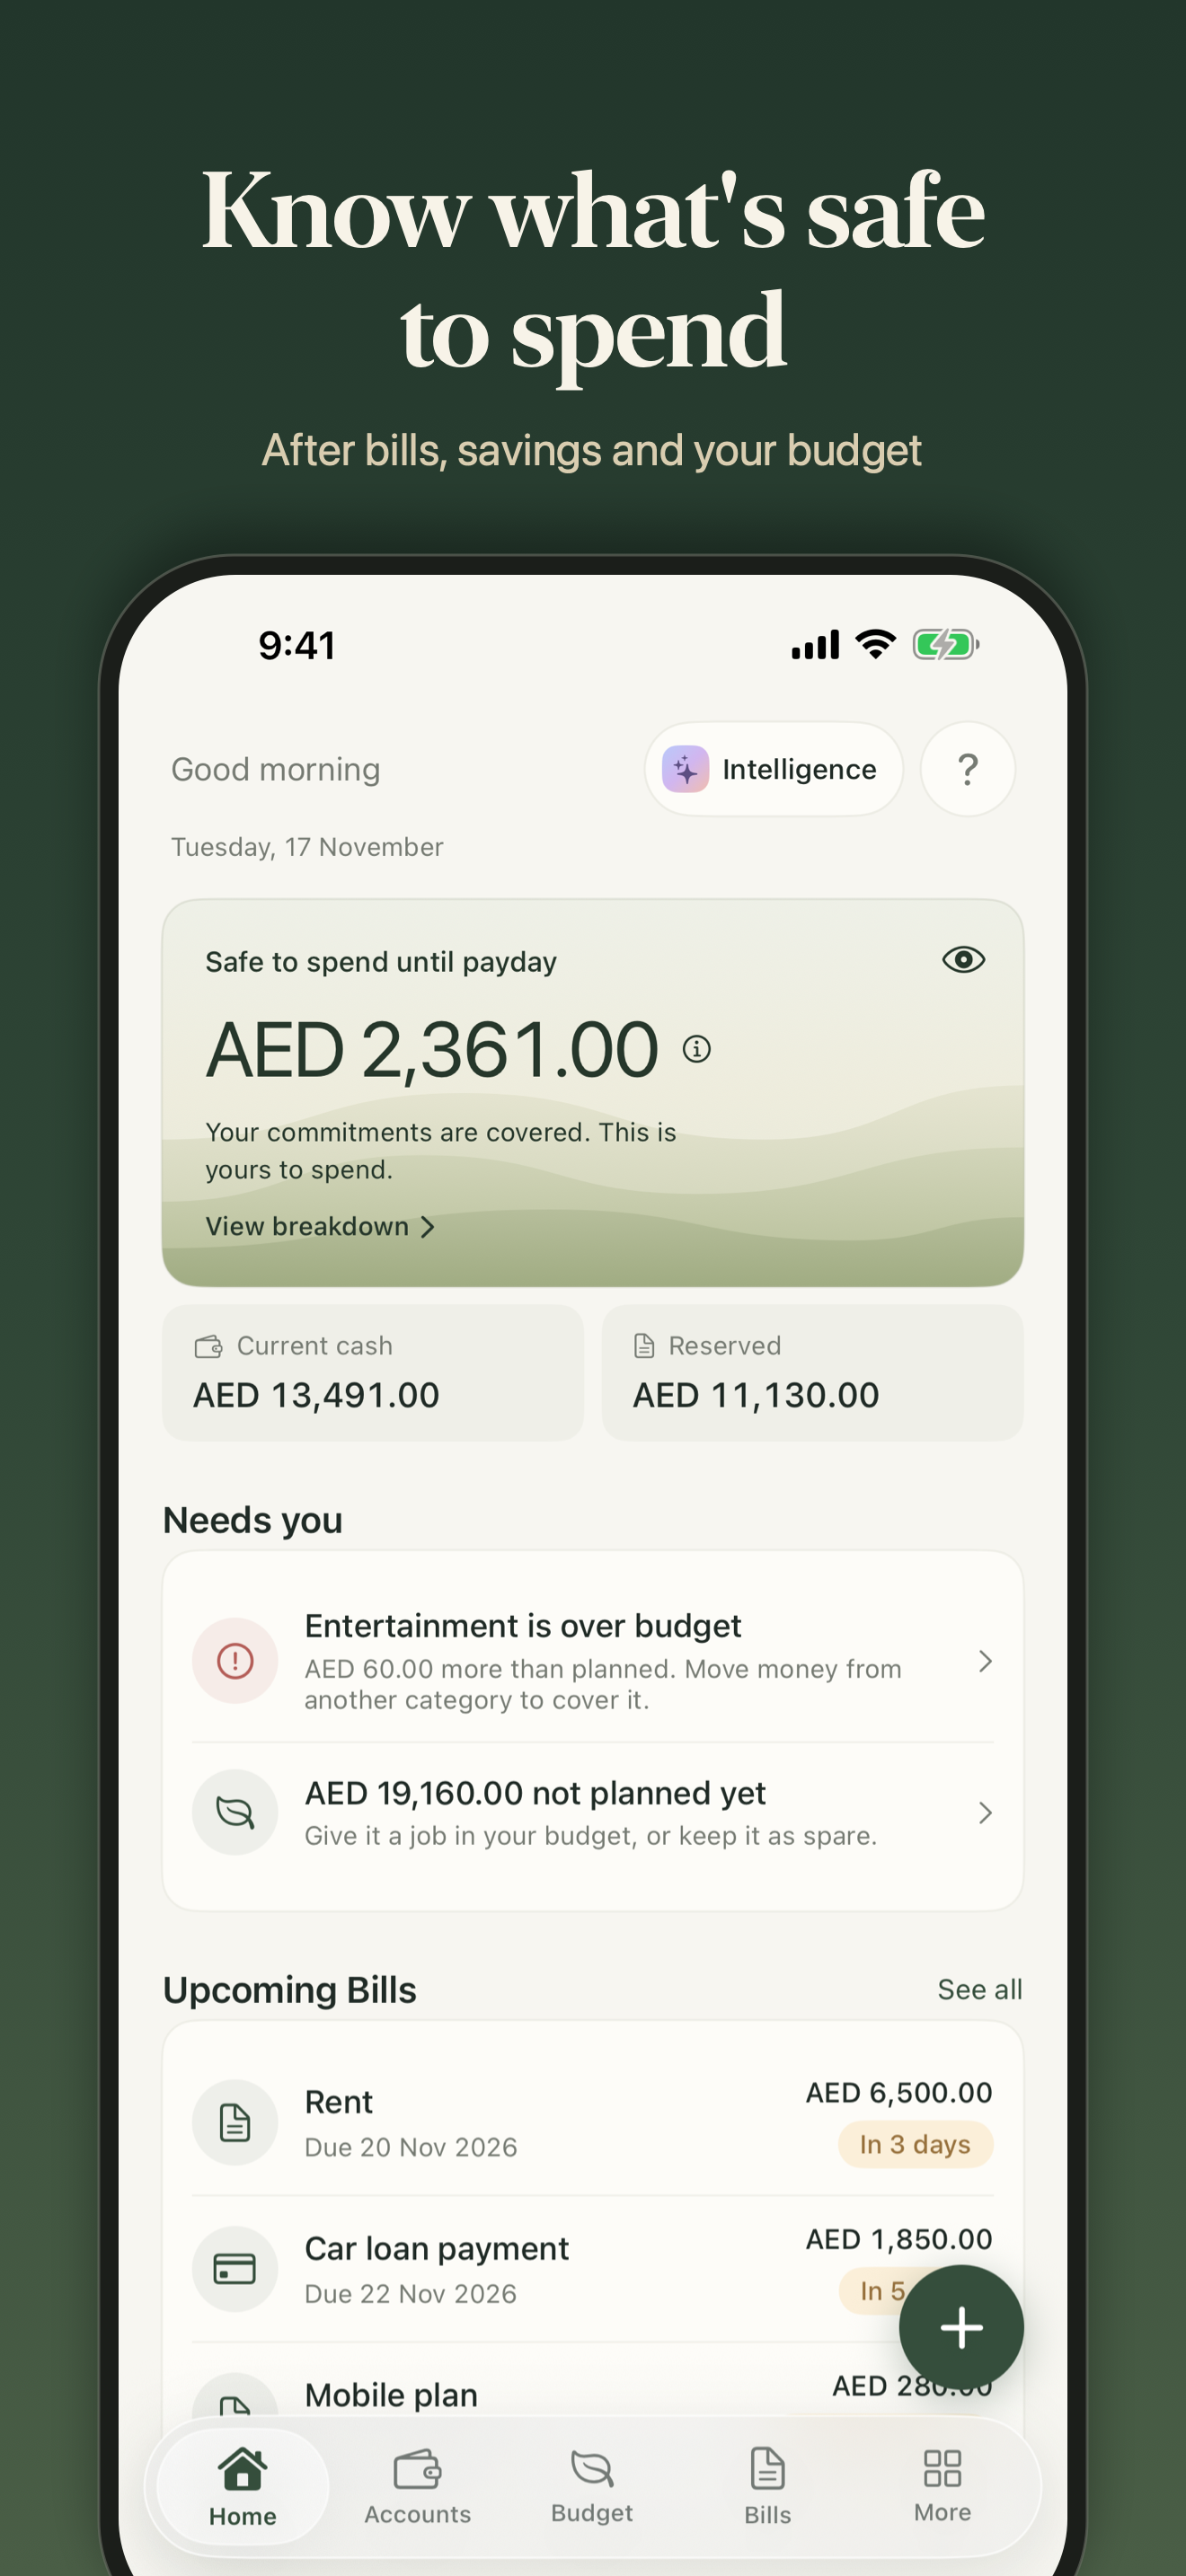 Know what's safe
to spend
After bills, savings and your budget
9:41
Good morning
Intelligence
?
Tuesday, 17 November
Safe to spend until payday
AED 2,361.00
Your commitments are covered. This is
yours to spend.
View breakdown
Current cash
AED 13,491.00
Reserved
AED 11,130.00
Needs you
Entertainment is over budget
AED 60.00 more than planned. Move money from
another category to cover it.
AED 19,160.00 not planned yet
Give it a job in your budget, or keep it as spare.
Upcoming Bills
See all
Rent
AED 6,500.00
Due 20 Nov 2026
In 3 days
Car loan payment
AED 1,850.00
Due 22 Nov 2026
In 5
Mobile plan
AED 280.00
Home
Accounts
Budget
Bills
More